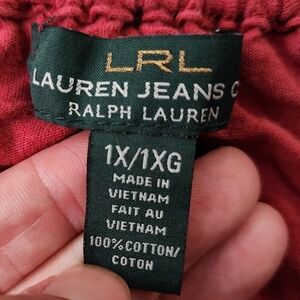 LRL
LAUREN JEANS C
RALPH LAUREN
1X/1XG
MADE IN
VIETNAM
FAIT AU
VIETNAM
100% COTTON/
COTON